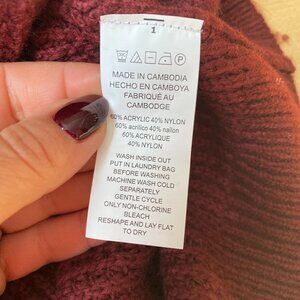 1
MADE IN CAMBODIA
HECHO EN CAMBOYA
FABRIQUÉ AU
CAMBODGE
60% ACRYLIC 40% NYLON
60% acrílico 40% nailon
60% ACRYLIQUE
40% NYLON
WASH INSIDE OUT
PUT IN LAUNDRY BAG
BEFORE WASHING
MACHINE WASH COLD
SEPARATELY
GENTLE CYCLE
ONLY NON-CHLORINE
BLEACH
RESHAPE AND LAY FLAT
TO DRY